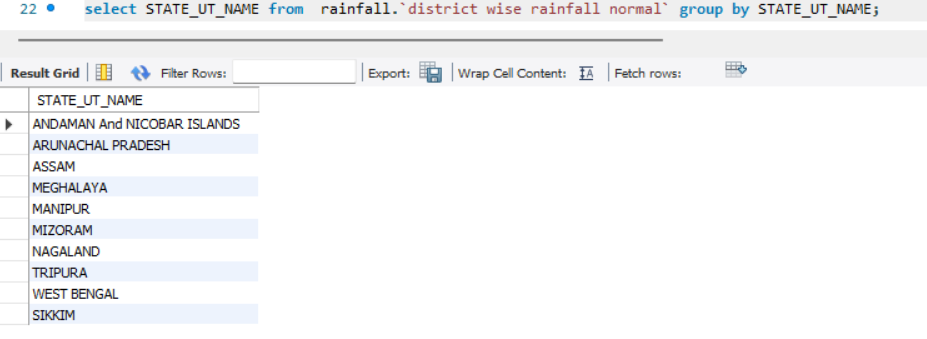 22 select STATE_UT_NAME from rainfall.`district wise rainfall normal` group by STATE_UT_NAME;
Result Grid Filter Rows: Export: Wrap Cell Content: IA Fetch rows:
STATE_UT_NAME
ANDAMAN And NICOBAR ISLANDS
ARUNACHAL PRADESH
ASSAM
MEGHALAYA
MANIPUR
MIZORAM
NAGALAND
TRIPURA
WEST BENGAL
SIKKIM